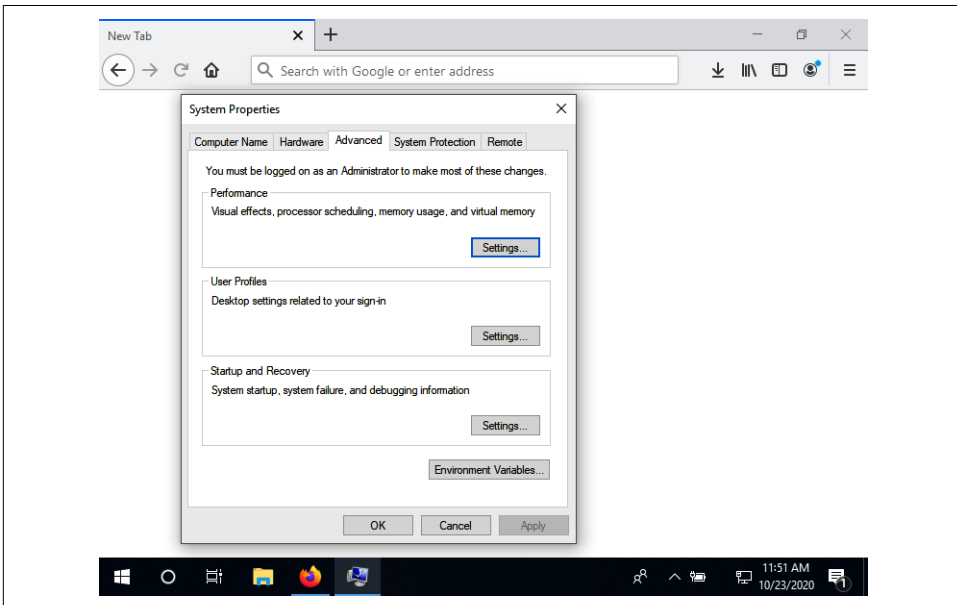 New Tab
Search with Google or enter address
System Properties
Computer Name Hardware Advanced System Protection Remote
You must be logged on as an Administrator to make most of these changes.
Performance
Visual effects, processor scheduling, memory usage, and virtual memory
Settings...
User Profiles
Desktop settings related to your sign-in
Settings...
Startup and Recovery
System startup, system failure, and debugging information
Settings...
Environment Variables...
OK Cancel Apply
11:51 AM
10/23/2020
1